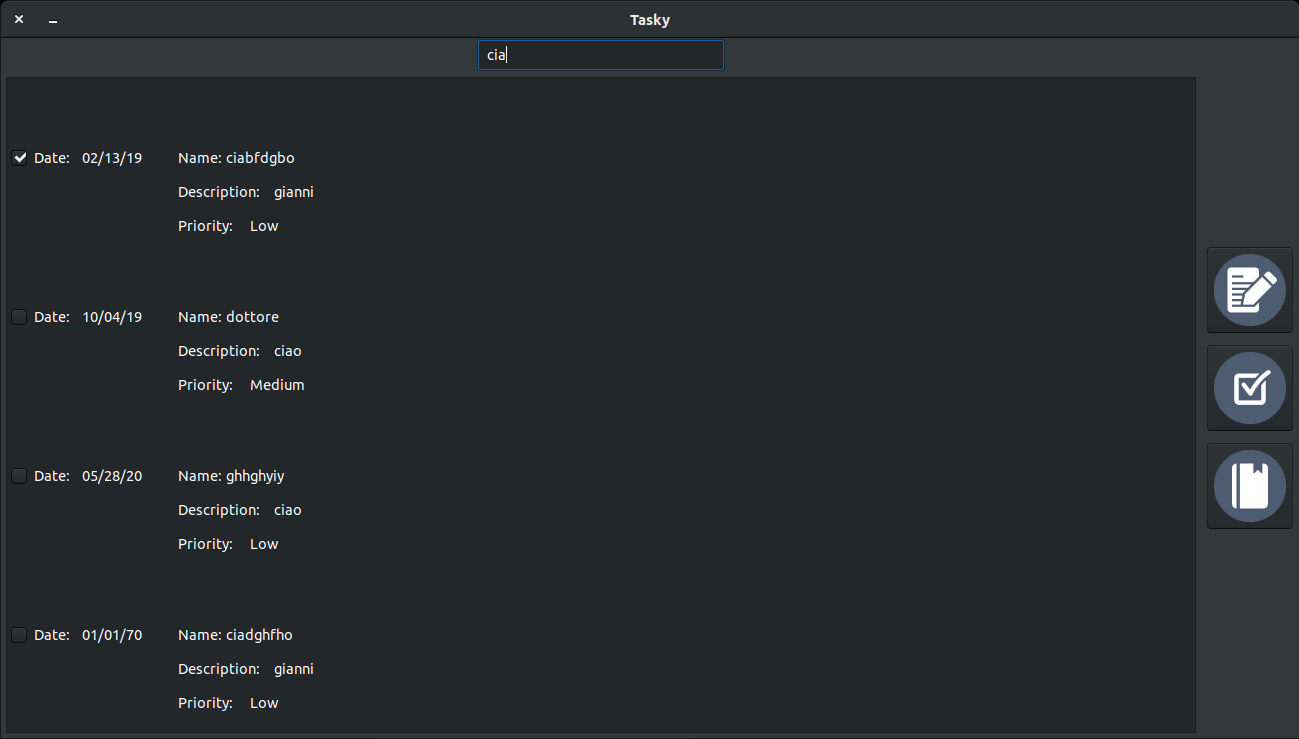 Tasky
cia
Date: 02/13/19 Name: ciabfdgbo
Description: gianni
Priority: Low
Date: 10/04/19 Name: dottore
Description: ciao
Priority: Medium
Date: 05/28/20 Name: ghhghyiy
Description: ciao
Priority: Low
Date: 01/01/70 Name: ciadghfho
Description: gianni
Priority: Low